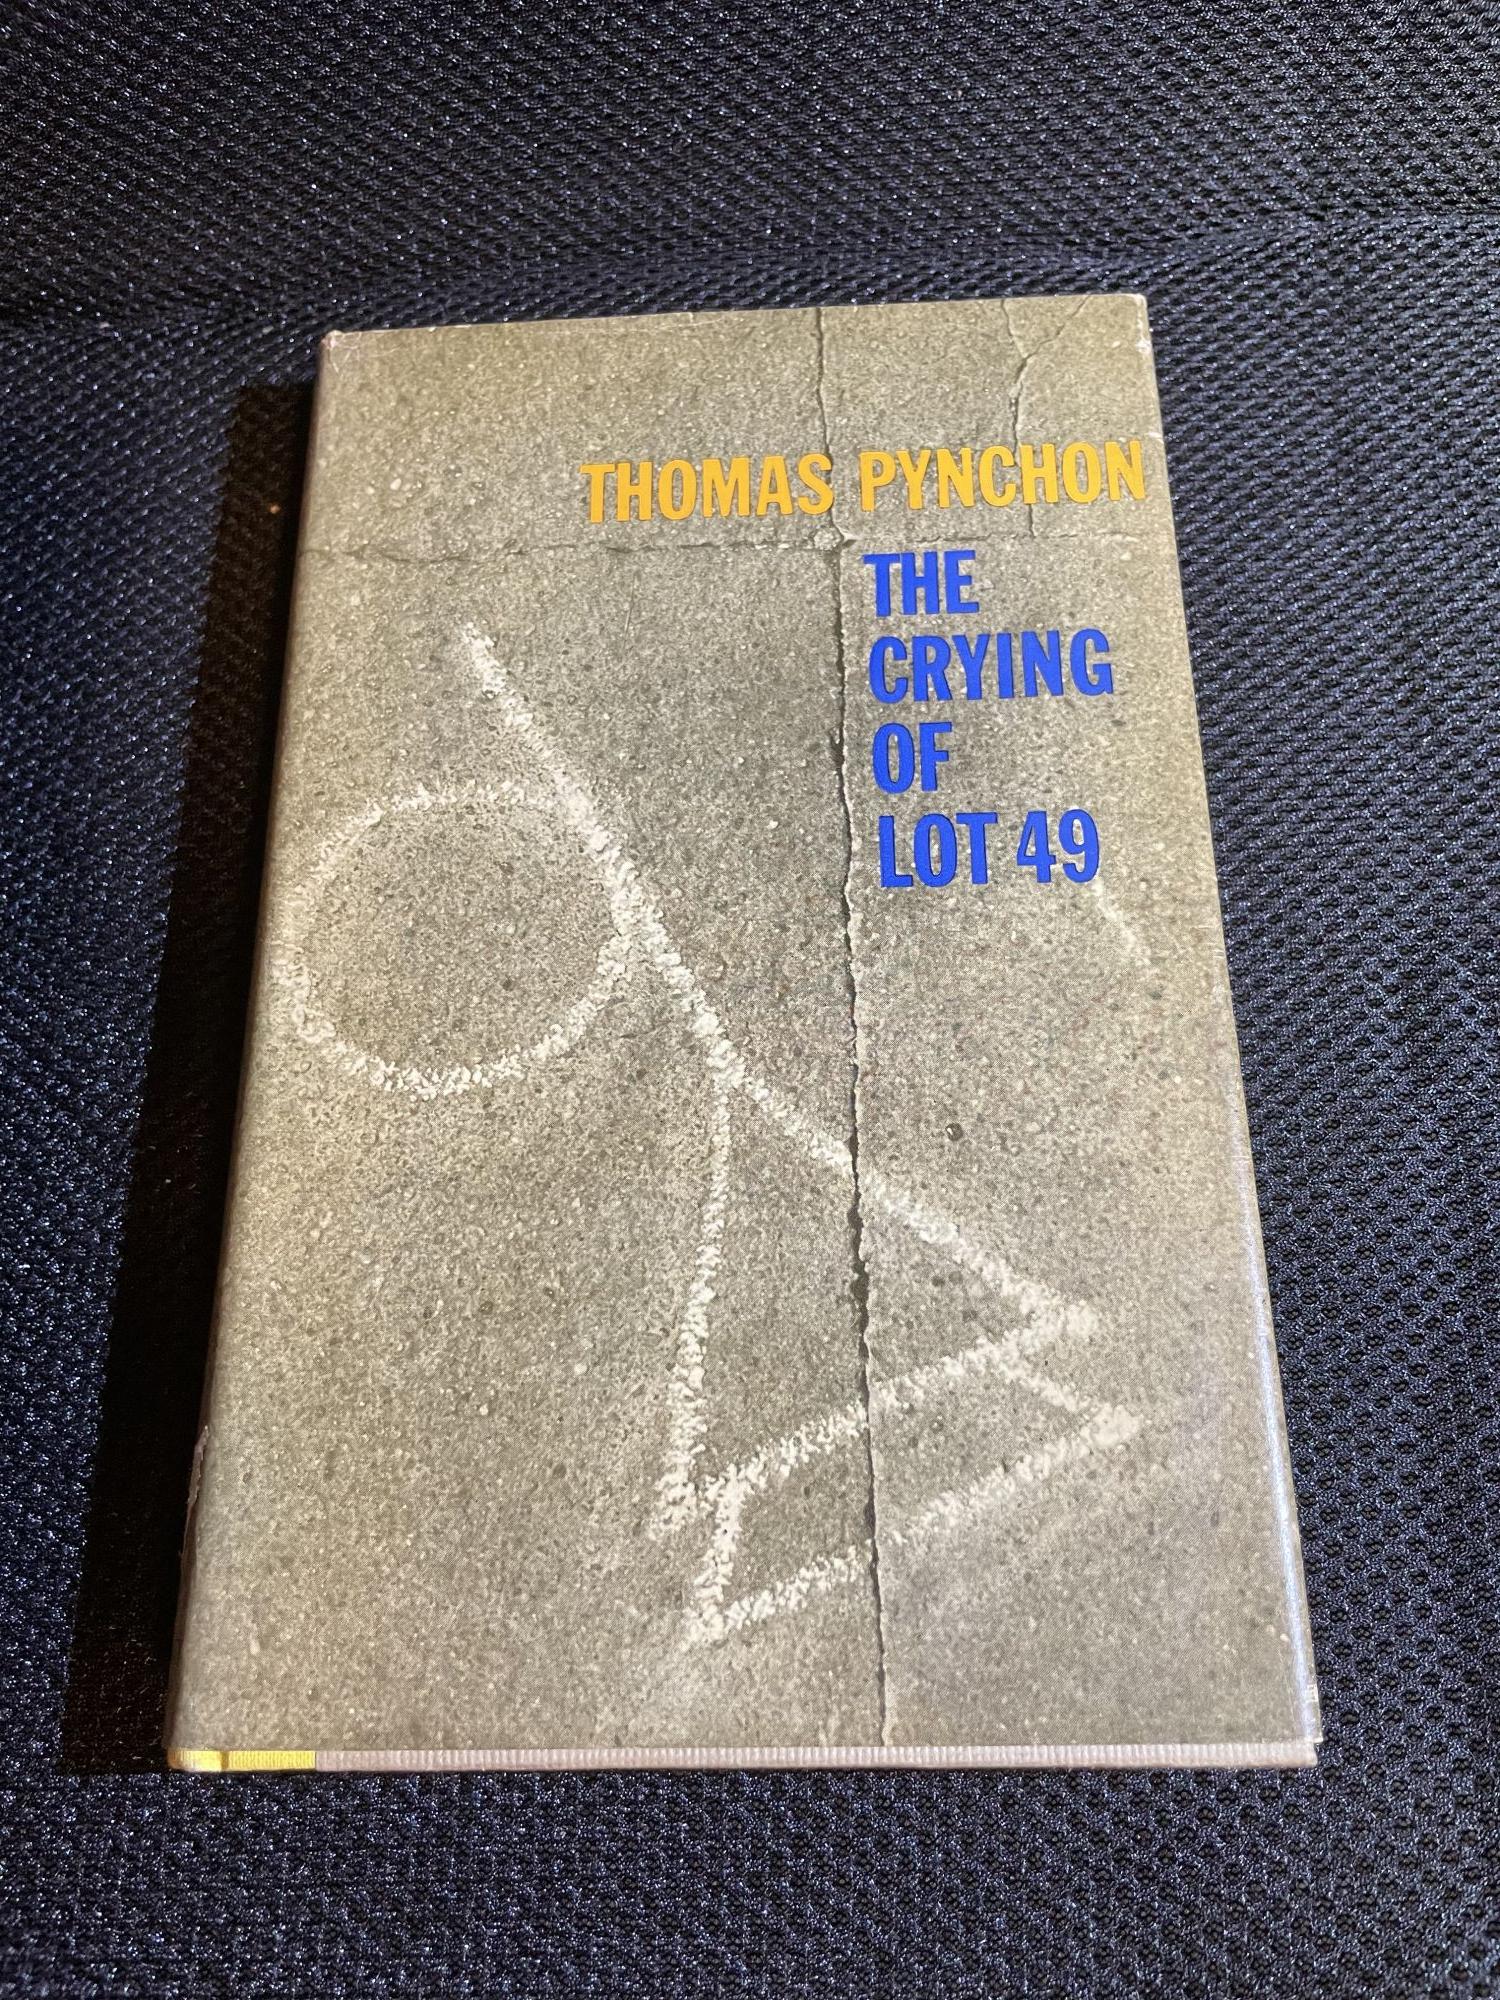 THOMAS PYNCHON
THE
CRYING
OF
LOT 49